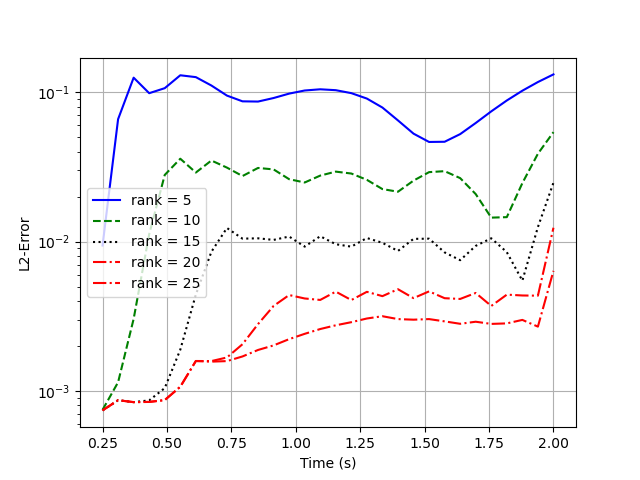 10⁻¹
10⁻²
10⁻³
L2-Error
rank = 5
rank = 10
rank = 15
rank = 20
rank = 25
0.25 0.50 0.75 1.00 1.25 1.50 1.75 2.00
Time (s)